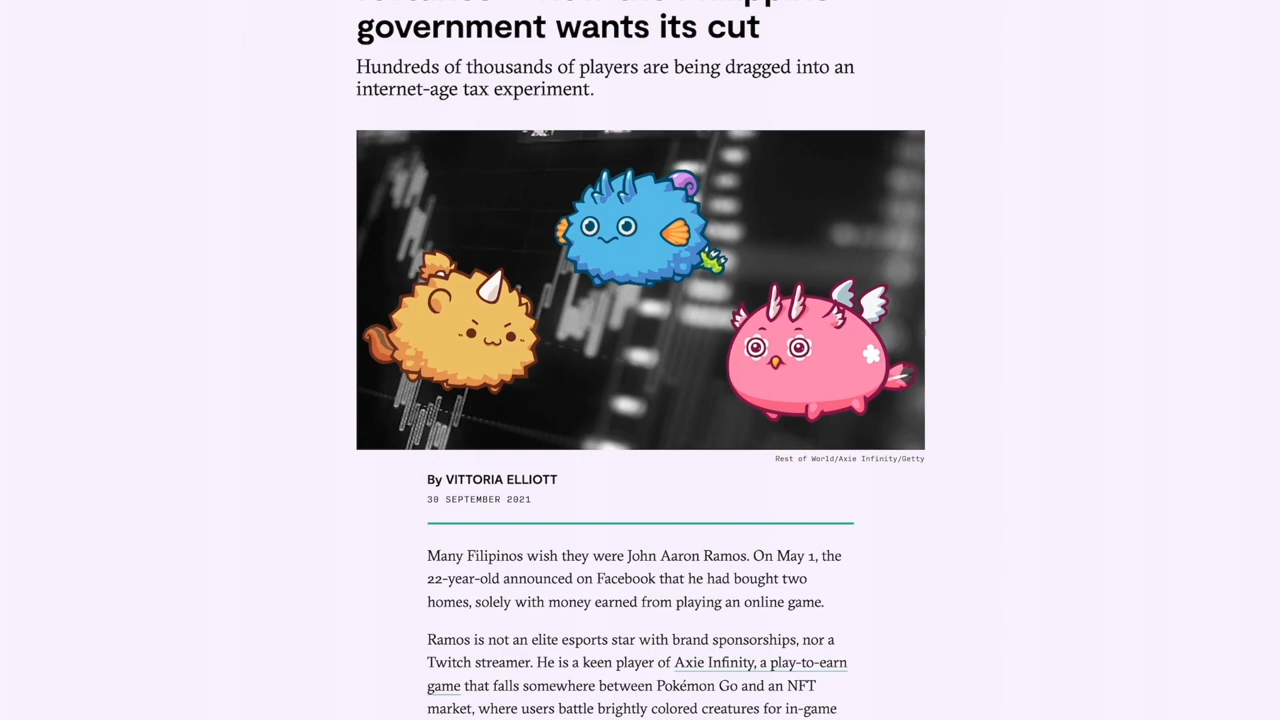 government wants its cut
Hundreds of thousands of players are being dragged into an
internet-age tax experiment.
Rest of World/Axie Infinity/Getty
By VITTORIA ELLIOTT
30 SEPTEMBER 2021
Many Filipinos wish they were John Aaron Ramos. On May 1, the
22-year-old announced on Facebook that he had bought two
homes, solely with money earned from playing an online game.
Ramos is not an elite esports star with brand sponsorships, nor a
Twitch streamer. He is a keen player of Axie Infinity, a play-to-earn
game that falls somewhere between Pokémon Go and an NFT
market, where users battle brightly colored creatures for in-game